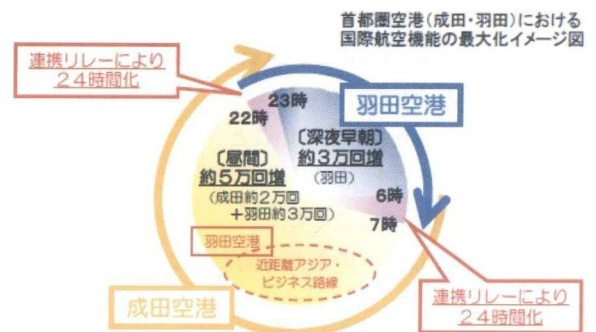 首都圏空港(成田・羽田)における
国際航空機能の最大化イメージ図
連携リレーにより
24時間化
羽田空港
23時
22時
〔深夜早朝〕
約3万回増
(羽田)
〔昼間〕
約5万回増
(成田約2万回
+羽田約3万回)
6時
7時
羽田空港
近距離アジア・
ビジネス路線
成田空港
連携リレーにより
24時間化